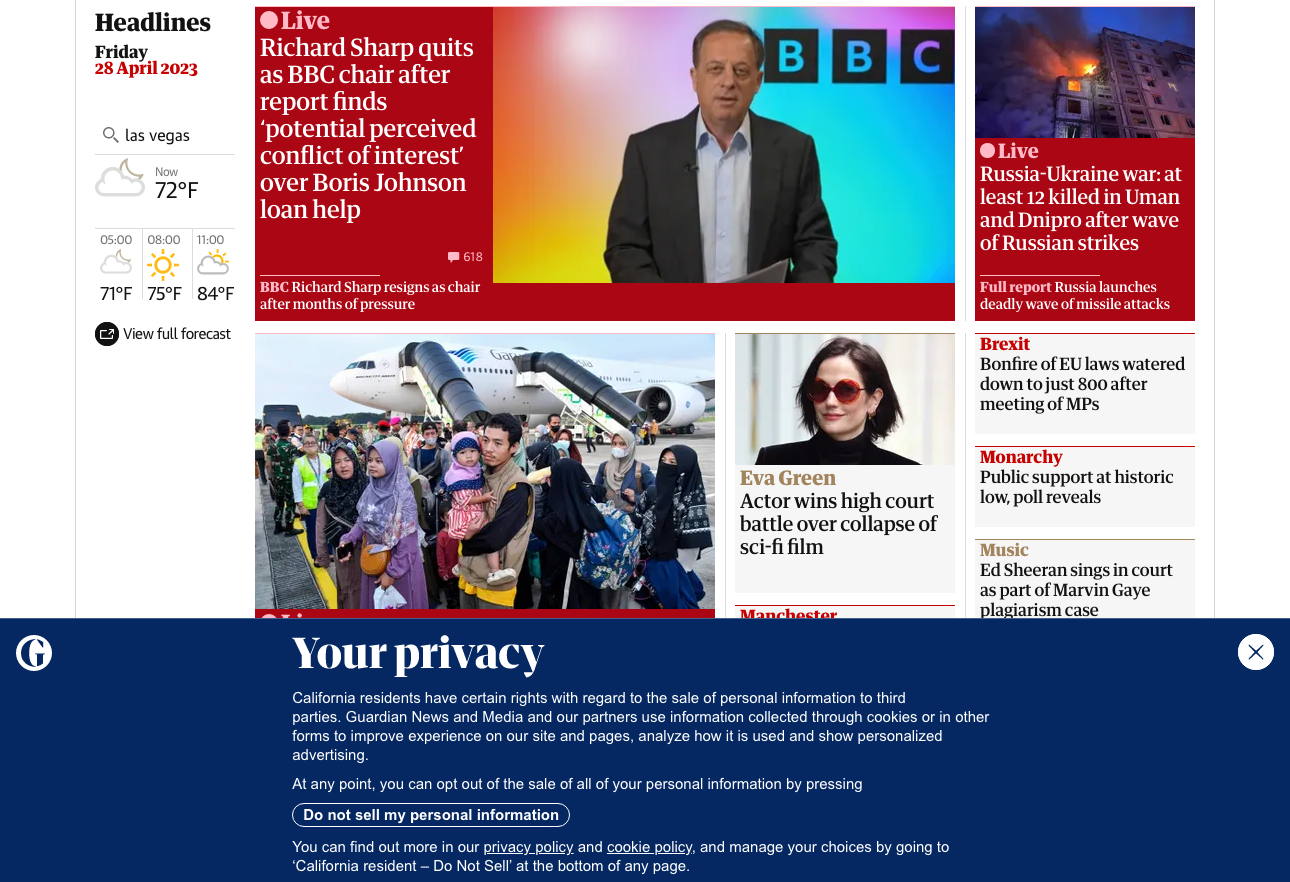 Headlines
Friday
28 April 2023
las vegas
Now
72°F
05:00 08:00 11:00
71°F 75°F 84°F
View full forecast
Live
Richard Sharp quits
as BBC chair after
report finds
‘potential perceived
conflict of interest’
over Boris Johnson
loan help
618
BBC Richard Sharp resigns as chair
after months of pressure
BBC
Live
Russia-Ukraine war: at
least 12 killed in Uman
and Dnipro after wave
of Russian strikes
Full report Russia launches
deadly wave of missile attacks
Live
Eva Green
Actor wins high court
battle over collapse of
sci-fi film
Manchester
Brexit
Bonfire of EU laws watered
down to just 800 after
meeting of MPs
Monarchy
Public support at historic
low, poll reveals
Music
Ed Sheeran sings in court
as part of Marvin Gaye
plagiarism case
G
Your privacy
California residents have certain rights with regard to the sale of personal information to third
parties. Guardian News and Media and our partners use information collected through cookies or in other
forms to improve experience on our site and pages, analyze how it is used and show personalized
advertising.
At any point, you can opt out of the sale of all of your personal information by pressing
Do not sell my personal information
You can find out more in our privacy policy and cookie policy, and manage your choices by going to
‘California resident – Do Not Sell’ at the bottom of any page.